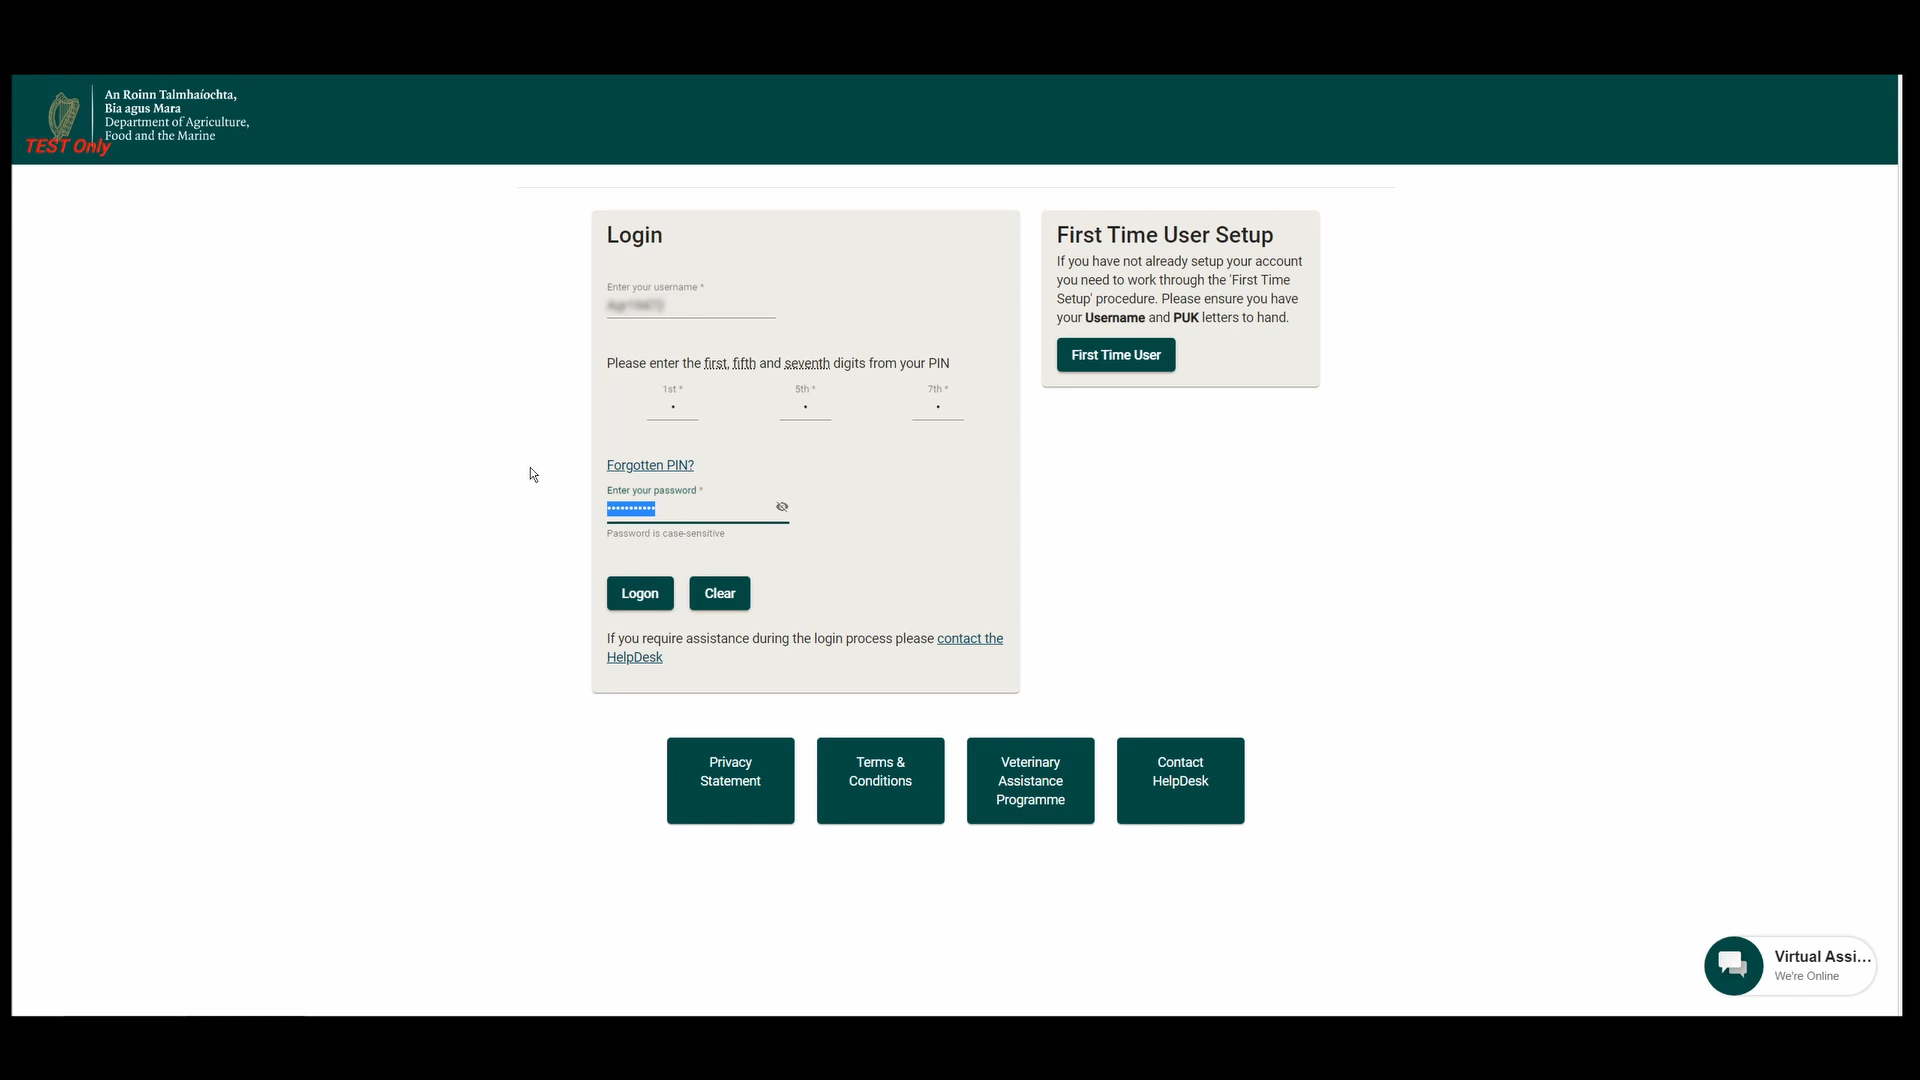 An Roinn Talmhaíochta,
Bia agus Mara
Department of Agriculture,
Food and the Marine
TEST Only
Login
Enter your username *
Please enter the first, fifth and seventh digits from your PIN
1st *
5th *
7th *
Forgotten PIN?
Enter your password *
Password is case-sensitive
Logon
Clear
If you require assistance during the login process please contact the
HelpDesk
First Time User Setup
If you have not already setup your account
you need to work through the 'First Time
Setup' procedure. Please ensure you have
your Username and PUK letters to hand.
First Time User
Privacy
Statement
Terms &
Conditions
Veterinary
Assistance
Programme
Contact
HelpDesk
Virtual Assi...
We're Online